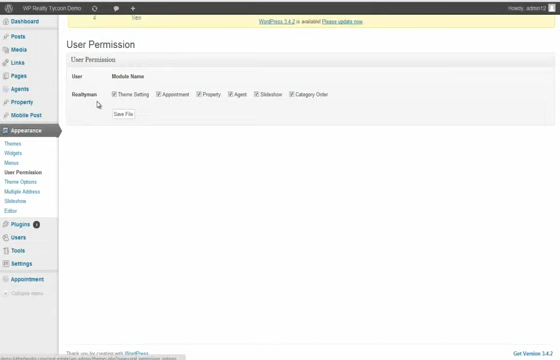 WP Realty Tycoon Demo
Howdy, admin12
Dashboard
Posts
Media
Links
Pages
Agents
Property
Mobile Post
Appearance
Themes
Widgets
Menus
User Permission
Theme Options
Multiple Address
Slideshow
Editor
Plugins
Users
Tools
Settings
Appointment
Collapse menu
4 View
WordPress 3.4.2 is available! Please update now.
User Permission
User Permission
User Module Name
Realtyman Theme Setting Appointment Property Agent Slideshow Category Order
Save File
Thank you for creating with WordPress.
Get Version 3.4.2